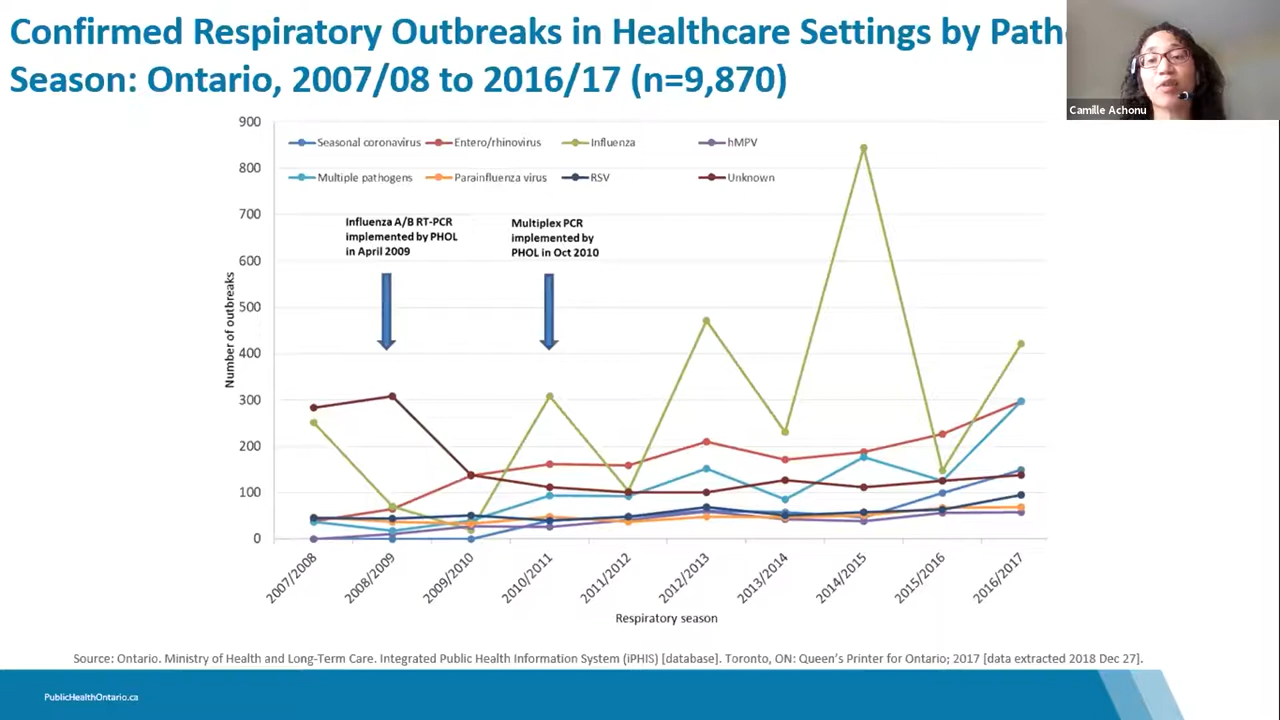 Confirmed Respiratory Outbreaks in Healthcare Settings by
Season: Ontario, 2007/08 to 2016/17 (n=9,870)
Camille Achonu
900
800
700
600
500
400
300
200
100
0
Number of outbreaks
Seasonal coronavirus
Entero/rhinovirus
Influenza
hMPV
Multiple pathogens
Parainfluenza virus
RSV
Unknown
Influenza A/B RT-PCR
implemented by PHOL
in April 2009
Multiplex PCR
implemented by
PHOL in Oct 2010
2007/2008
2008/2009
2009/2010
2010/2011
2011/2012
2012/2013
2013/2014
2014/2015
2015/2016
2016/2017
Respiratory season
Source: Ontario. Ministry of Health and Long-Term Care. Integrated Public Health Information System (iPHIS) [database]. Toronto, ON: Queen's Printer for Ontario; 2017 [data extracted 2018 Dec 27].
PublicHealthOntario.ca